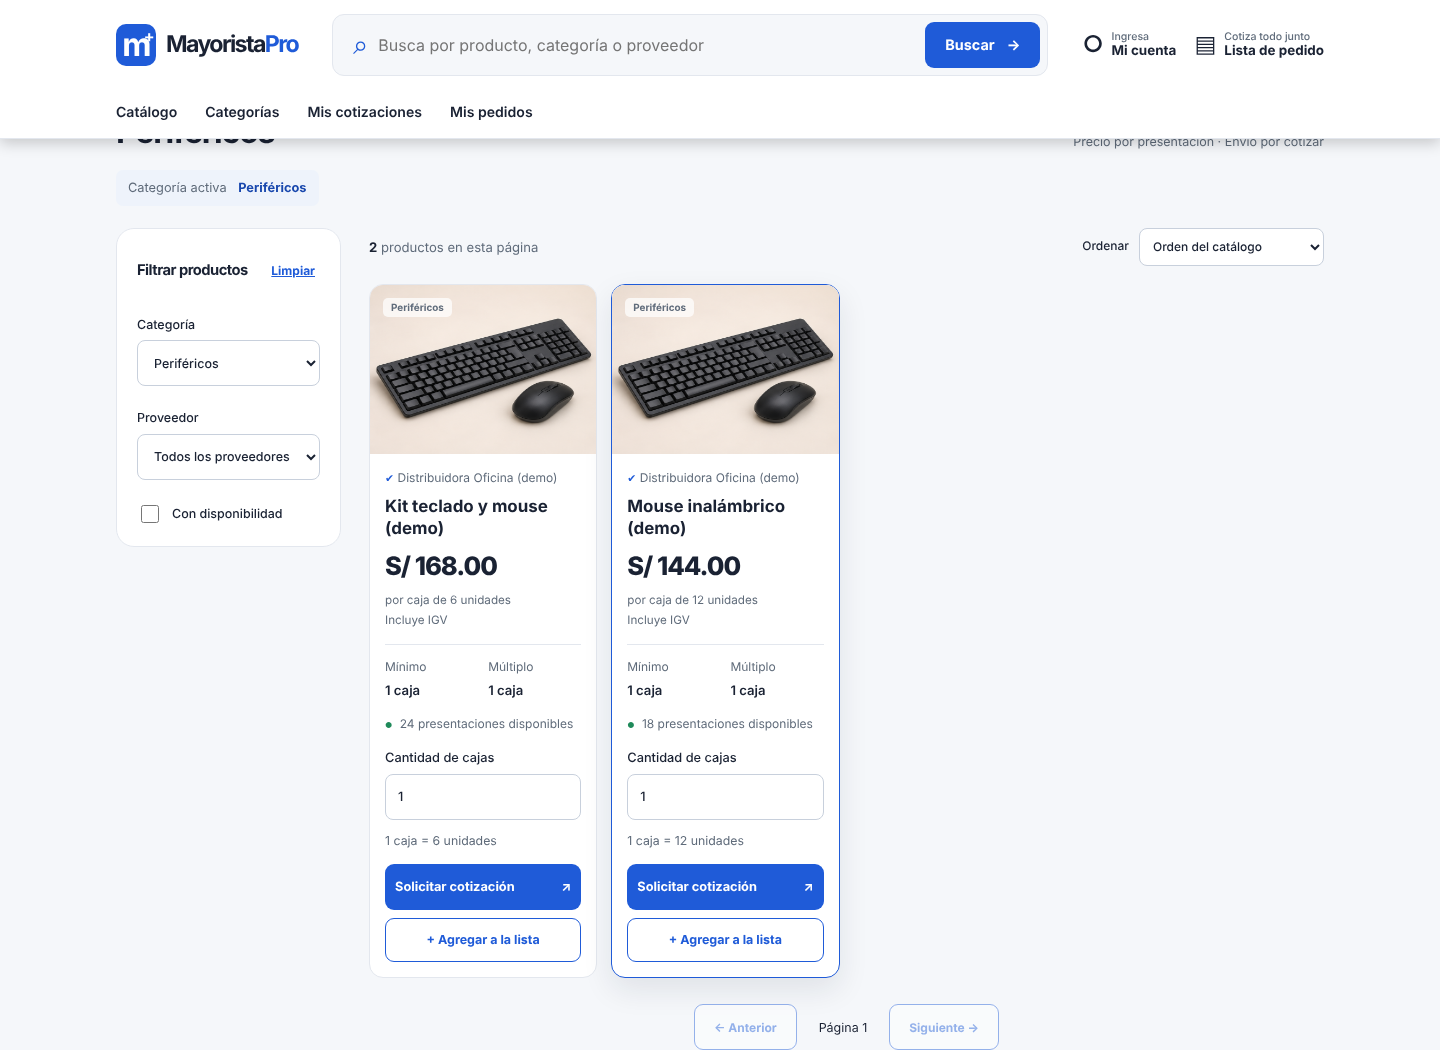 m+ MayoristaPro
Busca por producto, categoría o proveedor
Buscar →
Ingresa
Mi cuenta
Cotiza todo junto
Lista de pedido
Catálogo Categorías Mis cotizaciones Mis pedidos
Periféricos
Precio por presentación · Envío por cotizar
Categoría activa Periféricos
Filtrar productos Limpiar
Categoría
Periféricos
Proveedor
Todos los proveedores
Con disponibilidad
2 productos en esta página
Ordenar Orden del catálogo
Periféricos
✔ Distribuidora Oficina (demo)
Kit teclado y mouse
(demo)
S/ 168.00
por caja de 6 unidades
Incluye IGV
Mínimo Múltiplo
1 caja 1 caja
● 24 presentaciones disponibles
Cantidad de cajas
1
1 caja = 6 unidades
Solicitar cotización ↗
+ Agregar a la lista
Periféricos
✔ Distribuidora Oficina (demo)
Mouse inalámbrico
(demo)
S/ 144.00
por caja de 12 unidades
Incluye IGV
Mínimo Múltiplo
1 caja 1 caja
● 18 presentaciones disponibles
Cantidad de cajas
1
1 caja = 12 unidades
Solicitar cotización ↗
+ Agregar a la lista
← Anterior Página 1 Siguiente →